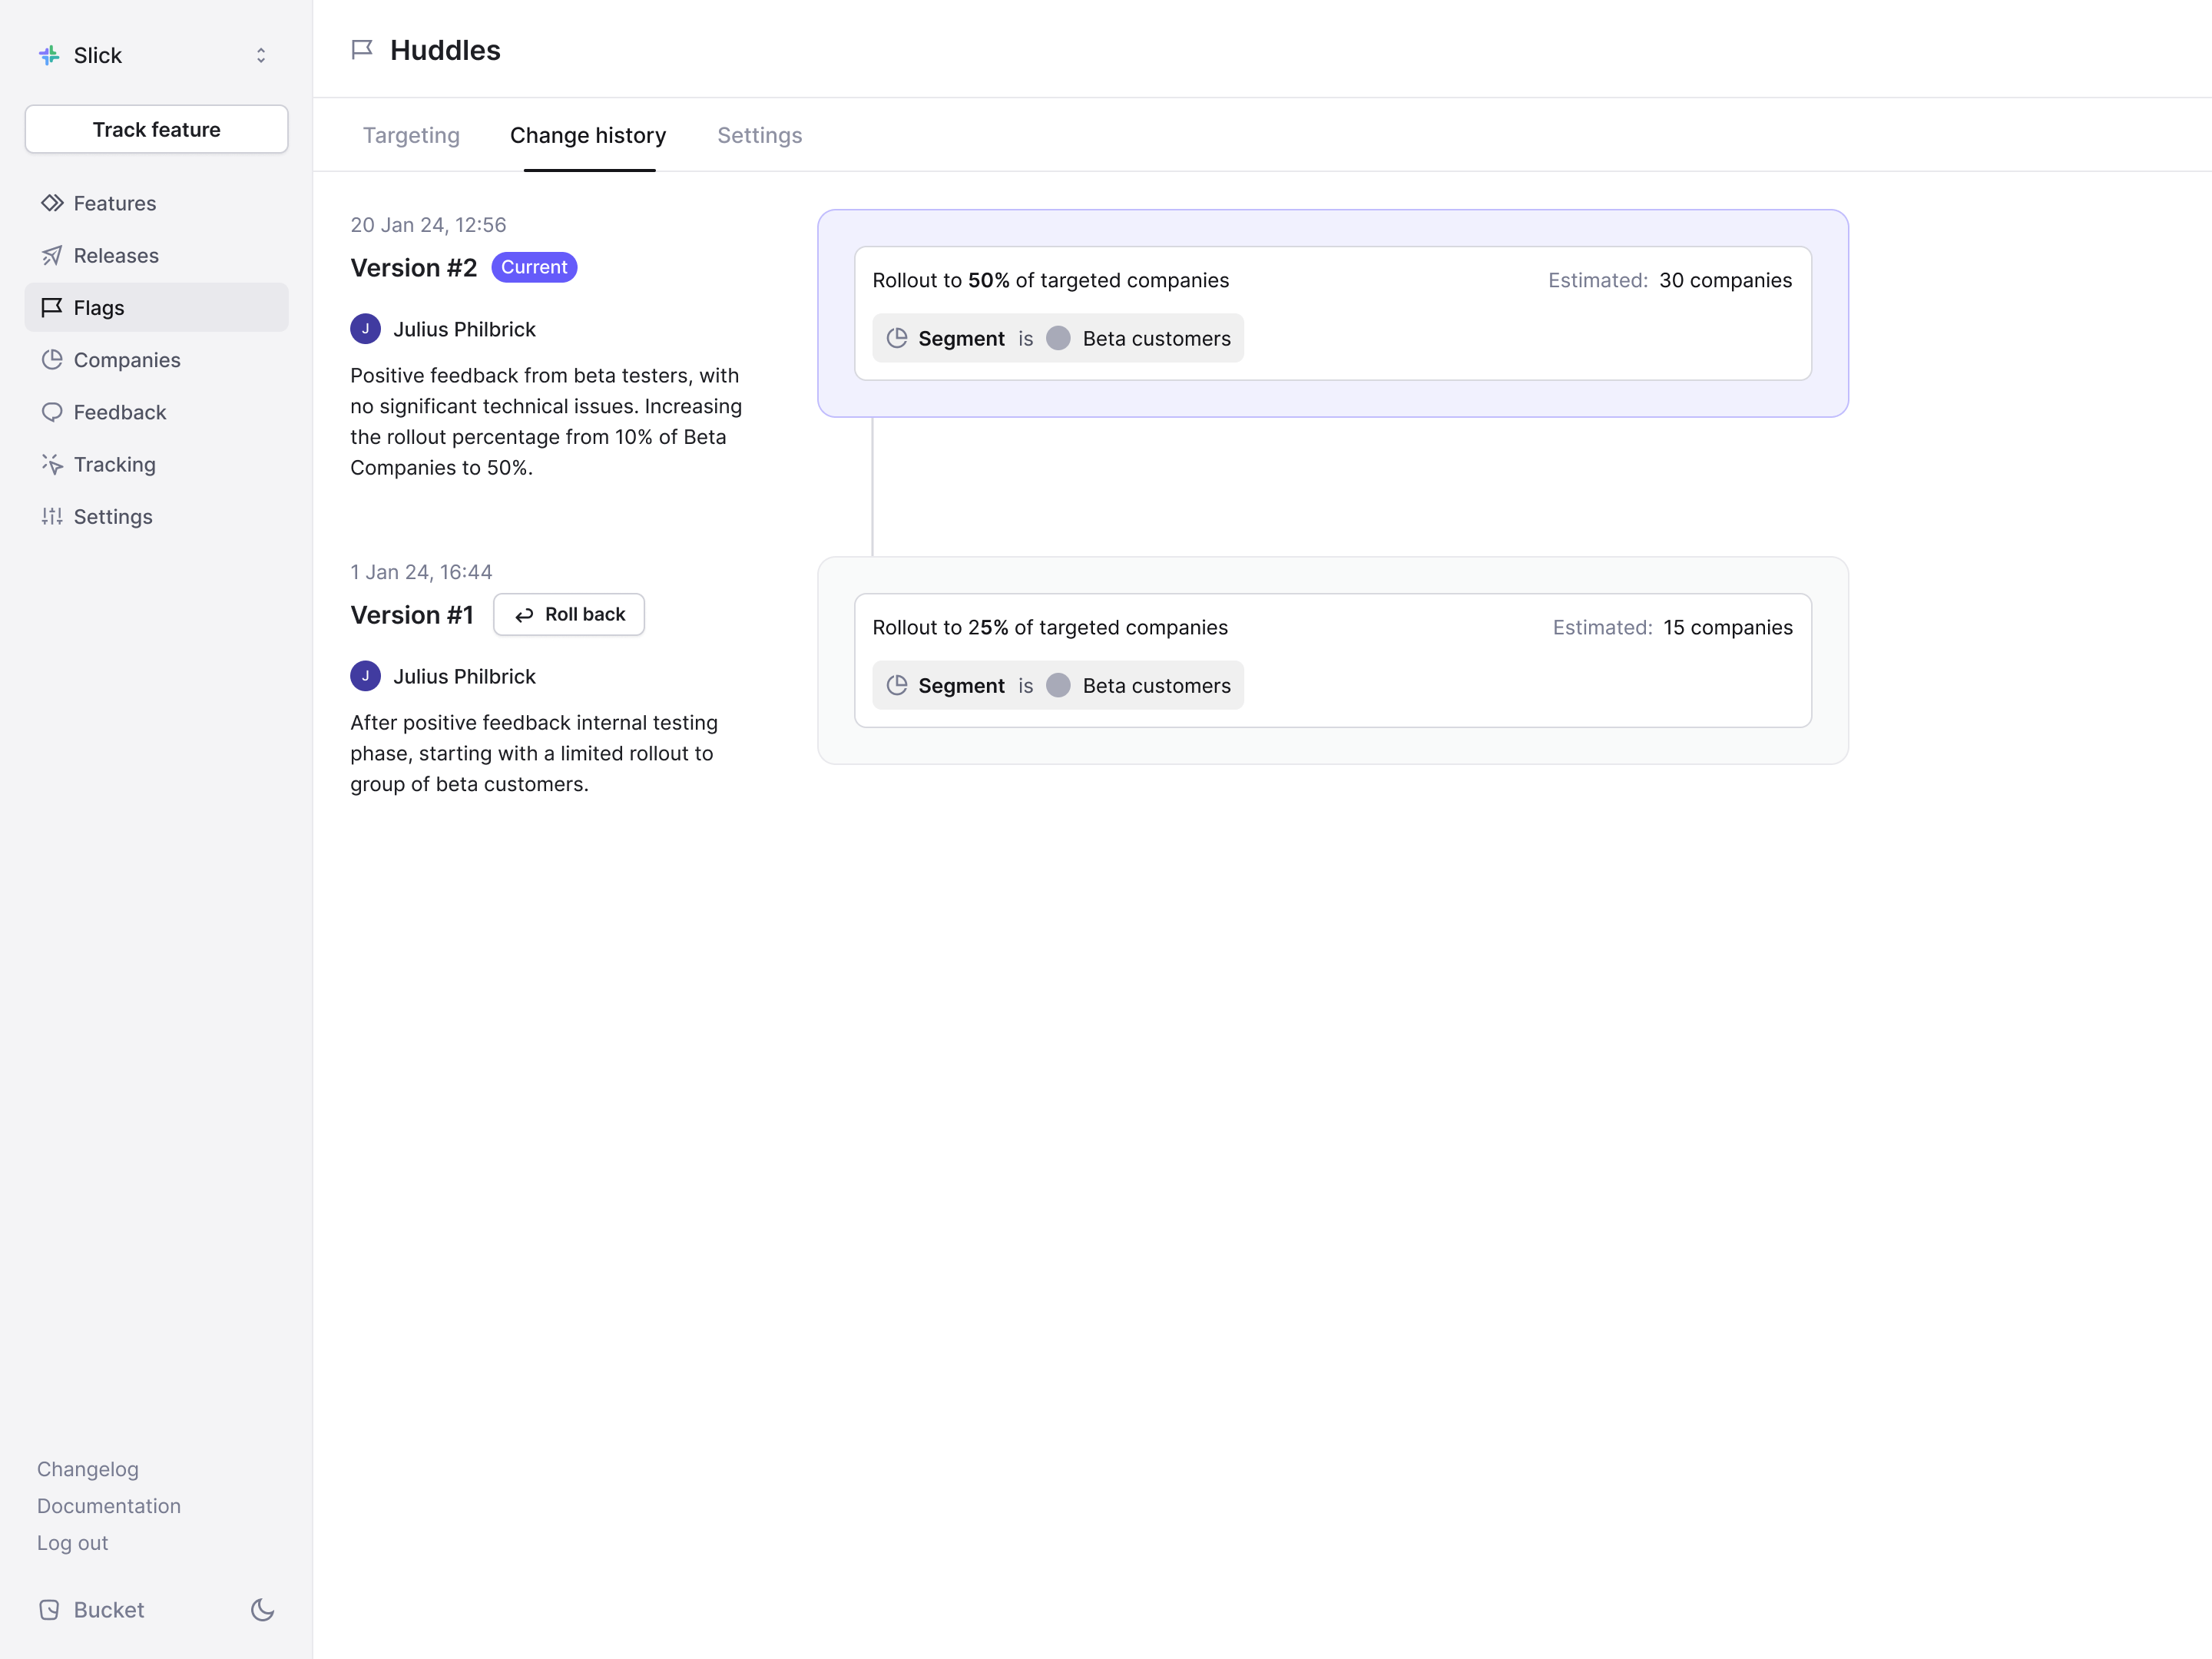 Slick
Track feature
Features
Releases
Flags
Companies
Feedback
Tracking
Settings
Changelog
Documentation
Log out
Bucket
Huddles
Targeting
Change history
Settings
20 Jan 24, 12:56
Version #2 Current
J Julius Philbrick
Positive feedback from beta testers, with
no significant technical issues. Increasing
the rollout percentage from 10% of Beta
Companies to 50%.
Rollout to 50% of targeted companies
Estimated: 30 companies
Segment is Beta customers
1 Jan 24, 16:44
Version #1 Roll back
J Julius Philbrick
After positive feedback internal testing
phase, starting with a limited rollout to
group of beta customers.
Rollout to 25% of targeted companies
Estimated: 15 companies
Segment is Beta customers